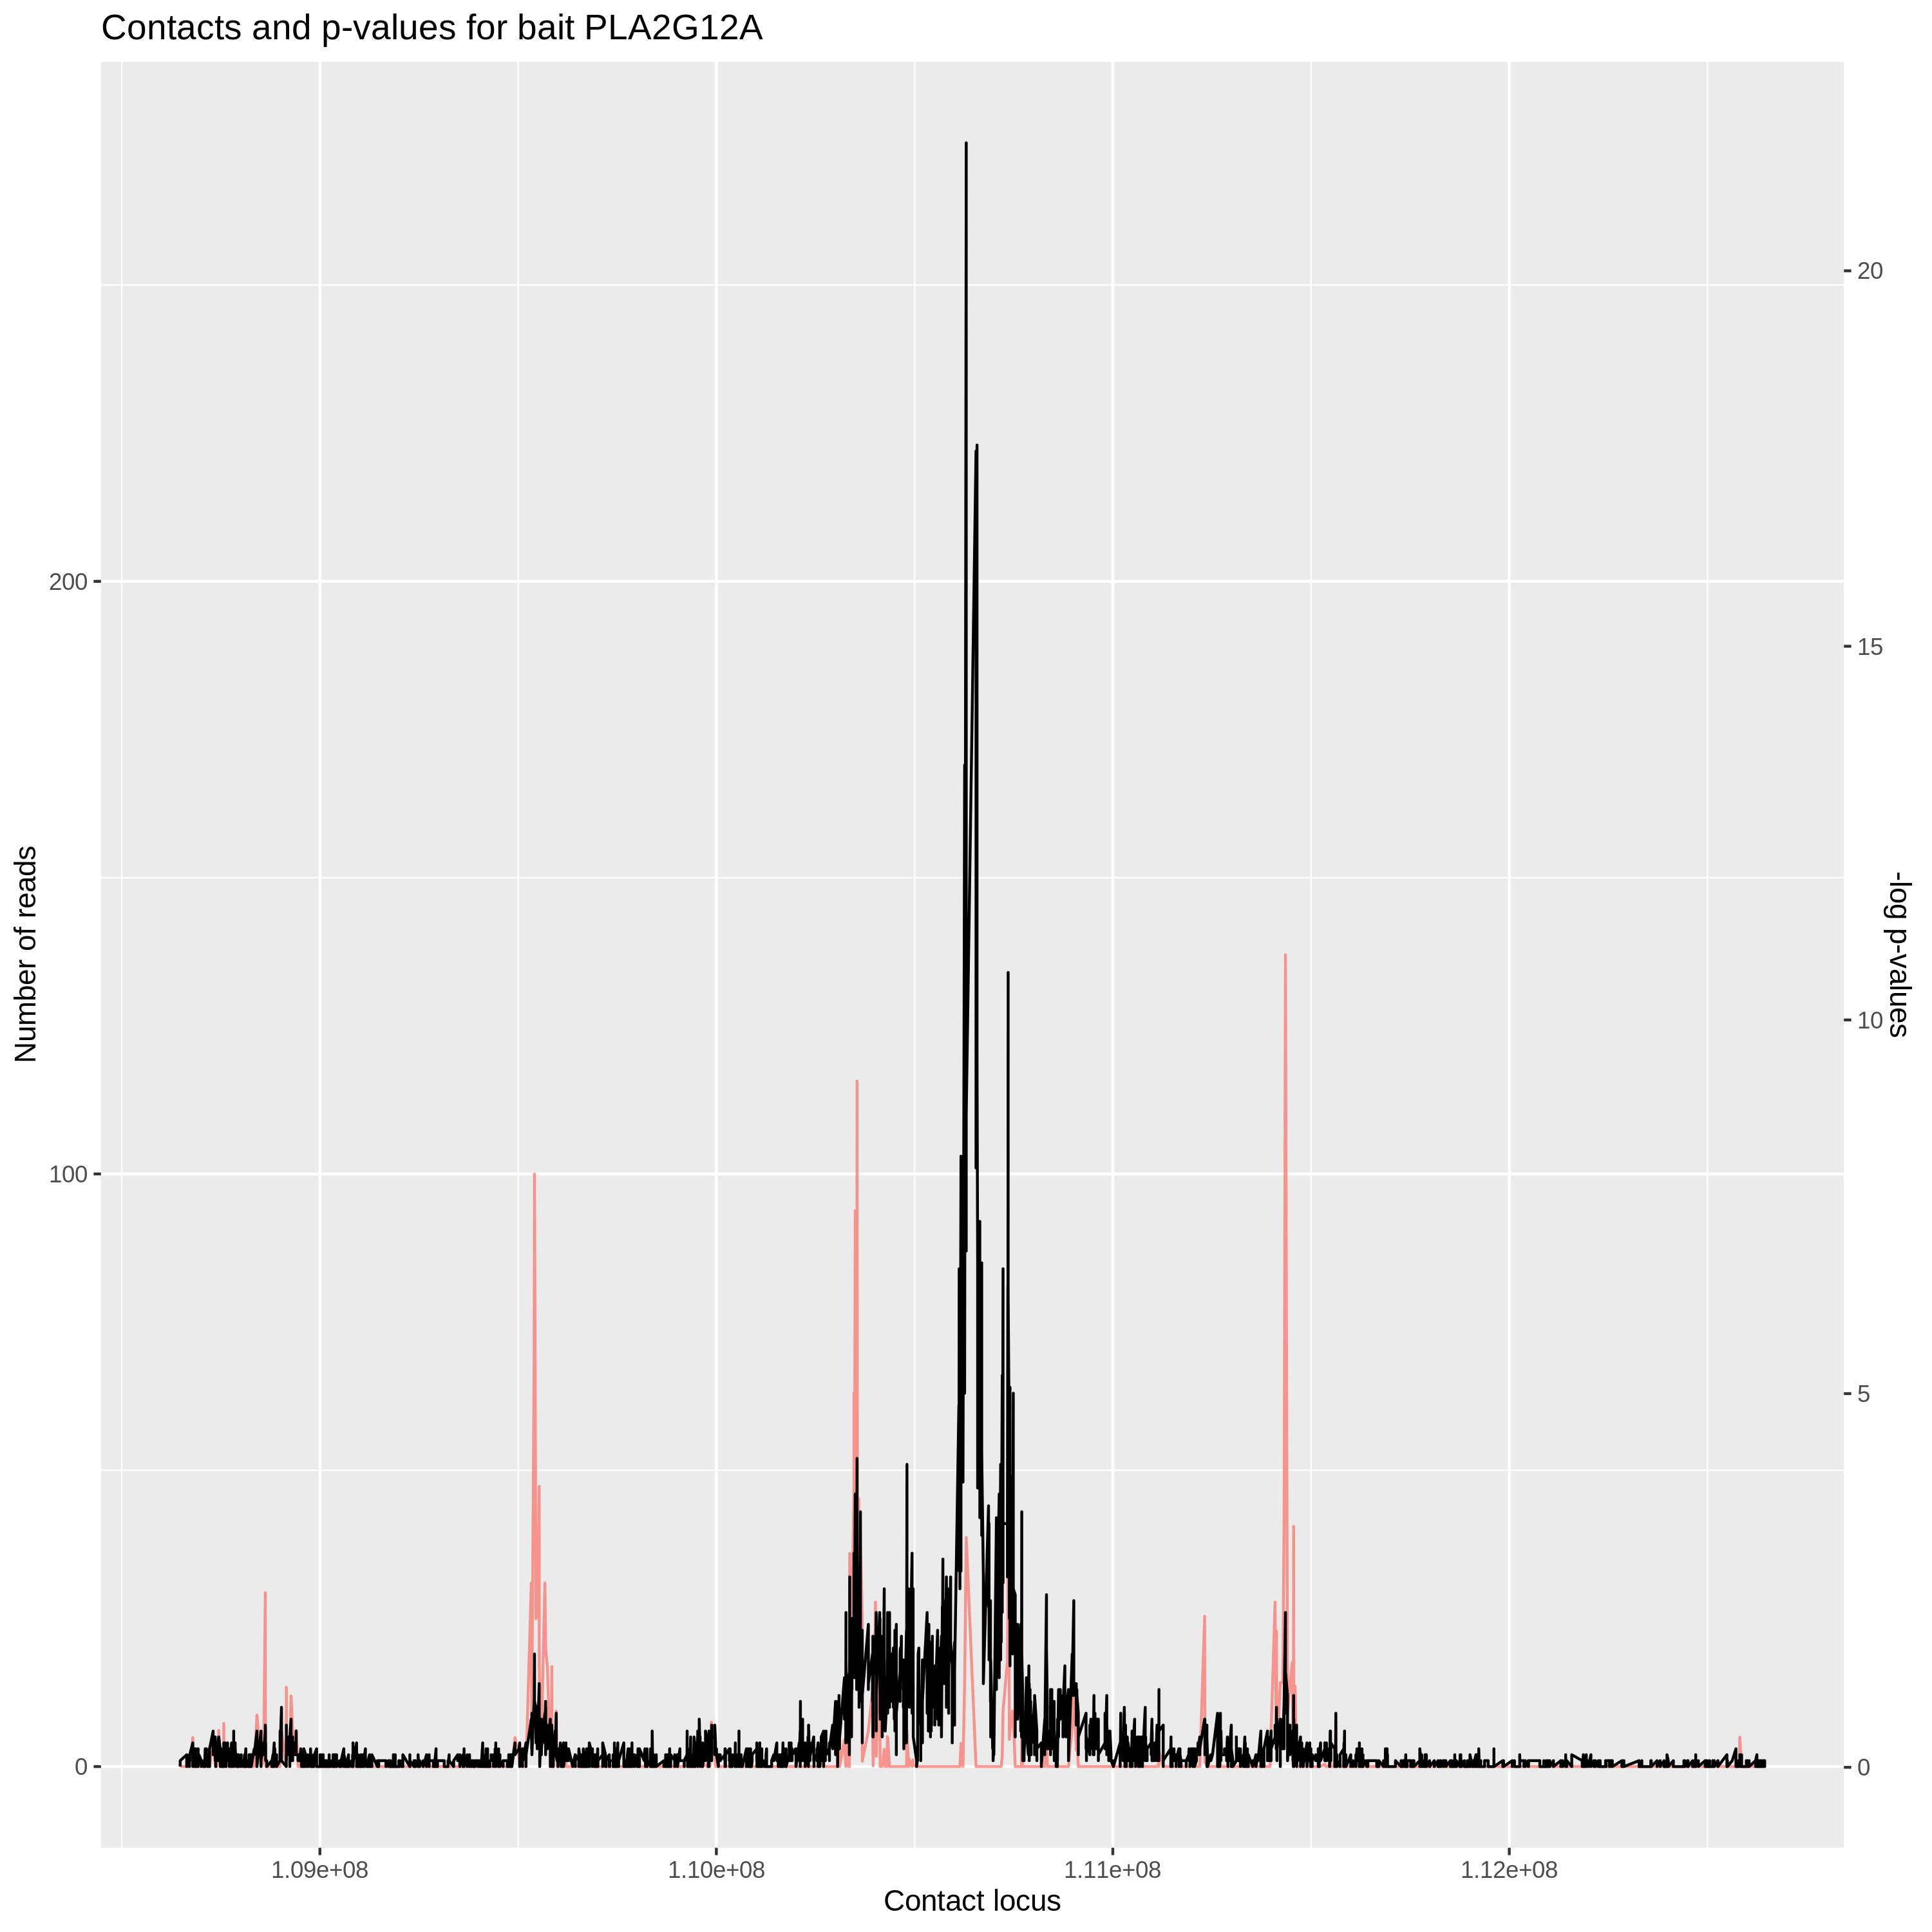 Contacts and p-values for bait PLA2G12A
Number of reads
200
100
0
20
15
10
5
0
-log p-values
1.09e+08
1.10e+08
1.11e+08
1.12e+08
Contact locus